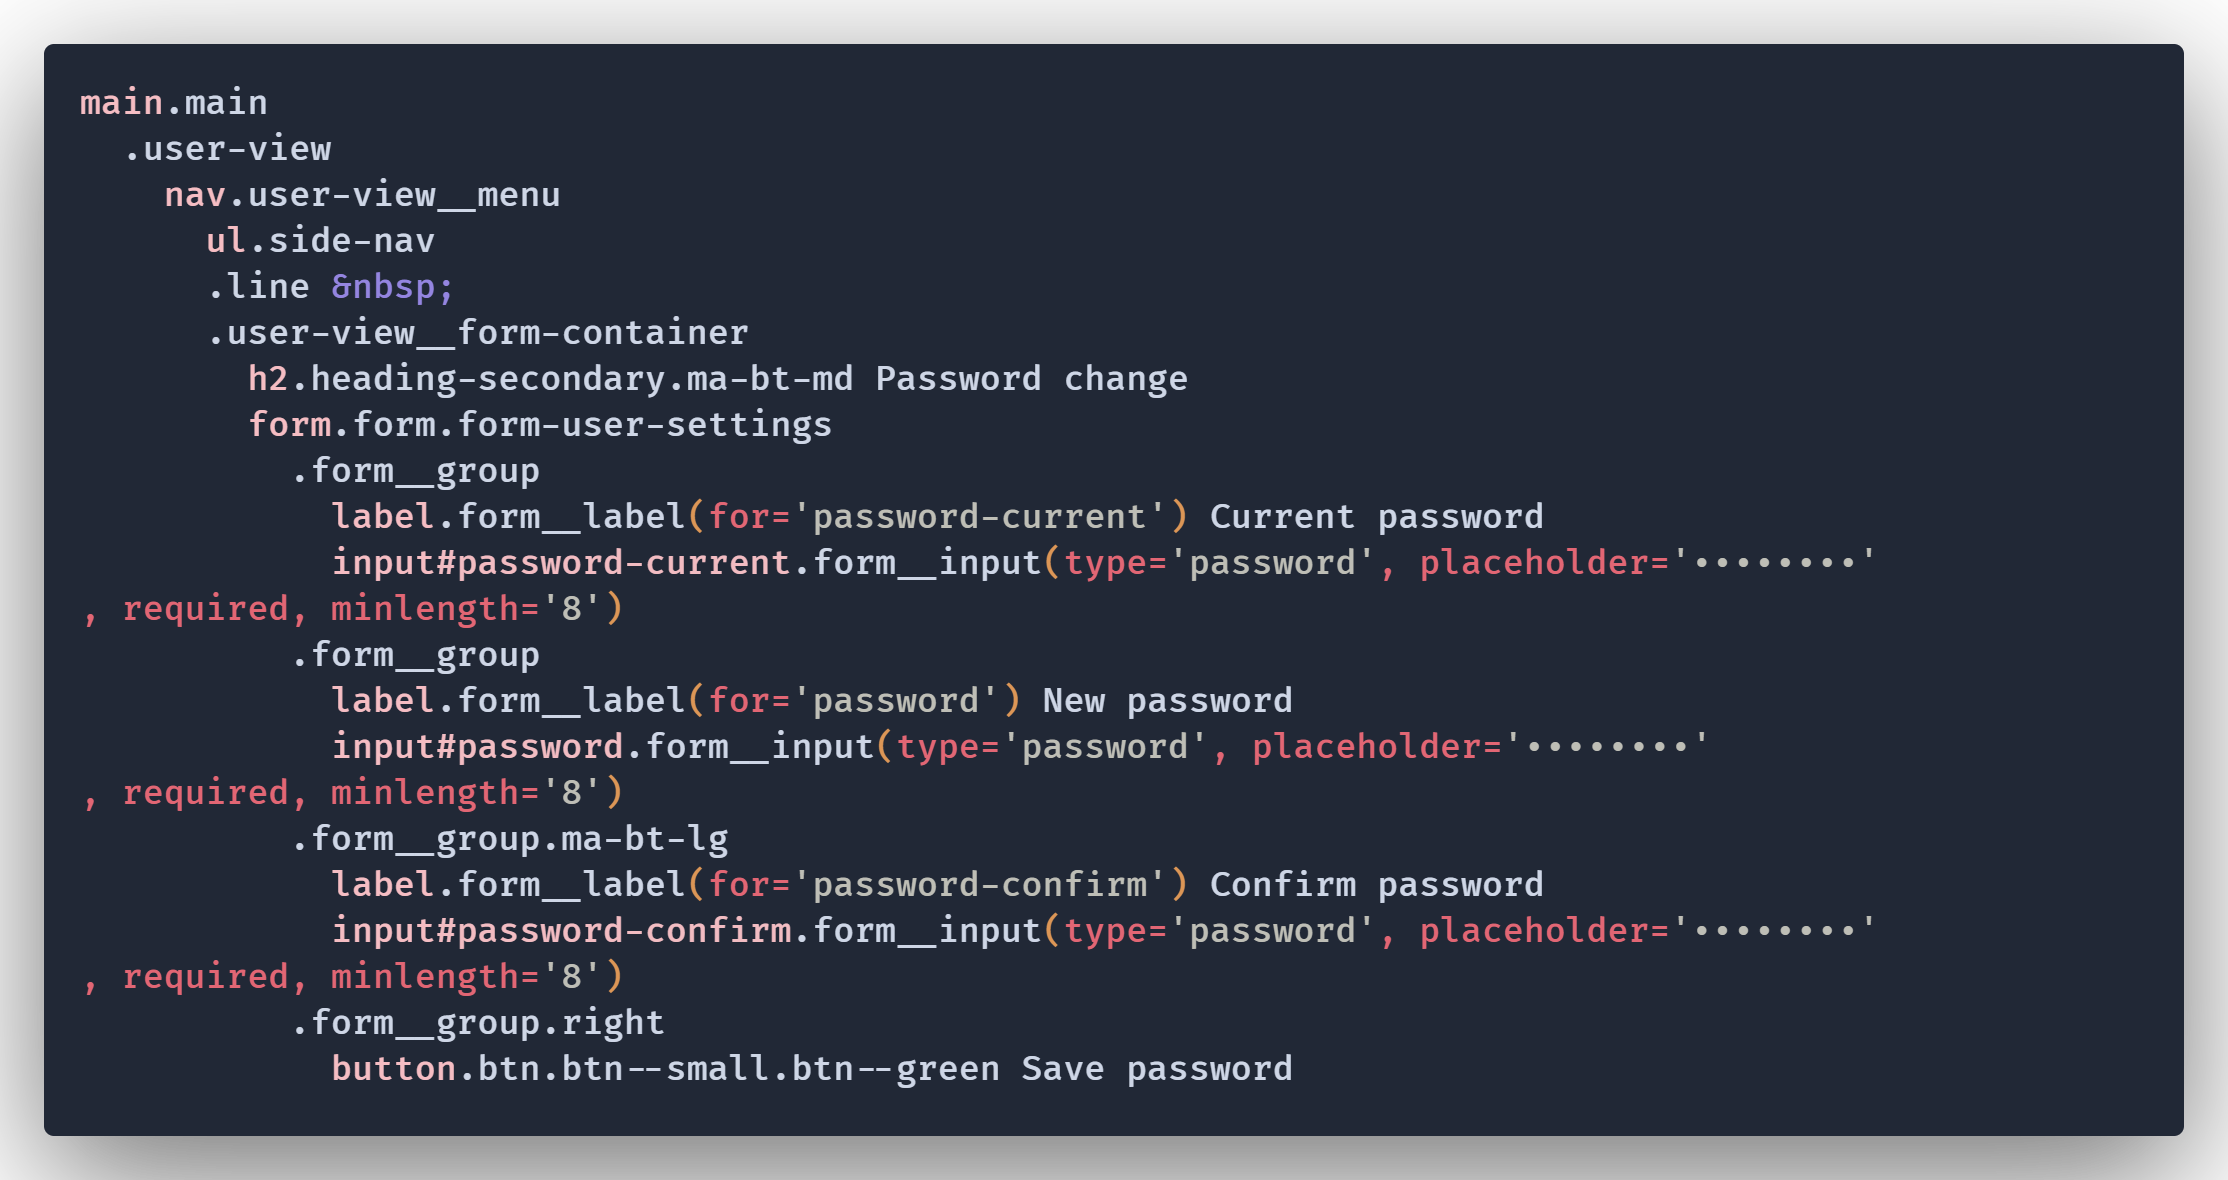 main.main
  .user-view
    nav.user-view__menu
      ul.side-nav
      .line &nbsp;
      .user-view__form-container
        h2.heading-secondary.ma-bt-md Password change
        form.form.form-user-settings
          .form__group
            label.form__label(for='password-current') Current password
            input#password-current.form__input(type='password', placeholder='••••••••'
, required, minlength='8')
          .form__group
            label.form__label(for='password') New password
            input#password.form__input(type='password', placeholder='••••••••'
, required, minlength='8')
          .form__group.ma-bt-lg
            label.form__label(for='password-confirm') Confirm password
            input#password-confirm.form__input(type='password', placeholder='••••••••'
, required, minlength='8')
          .form__group.right
            button.btn.btn--small.btn--green Save password